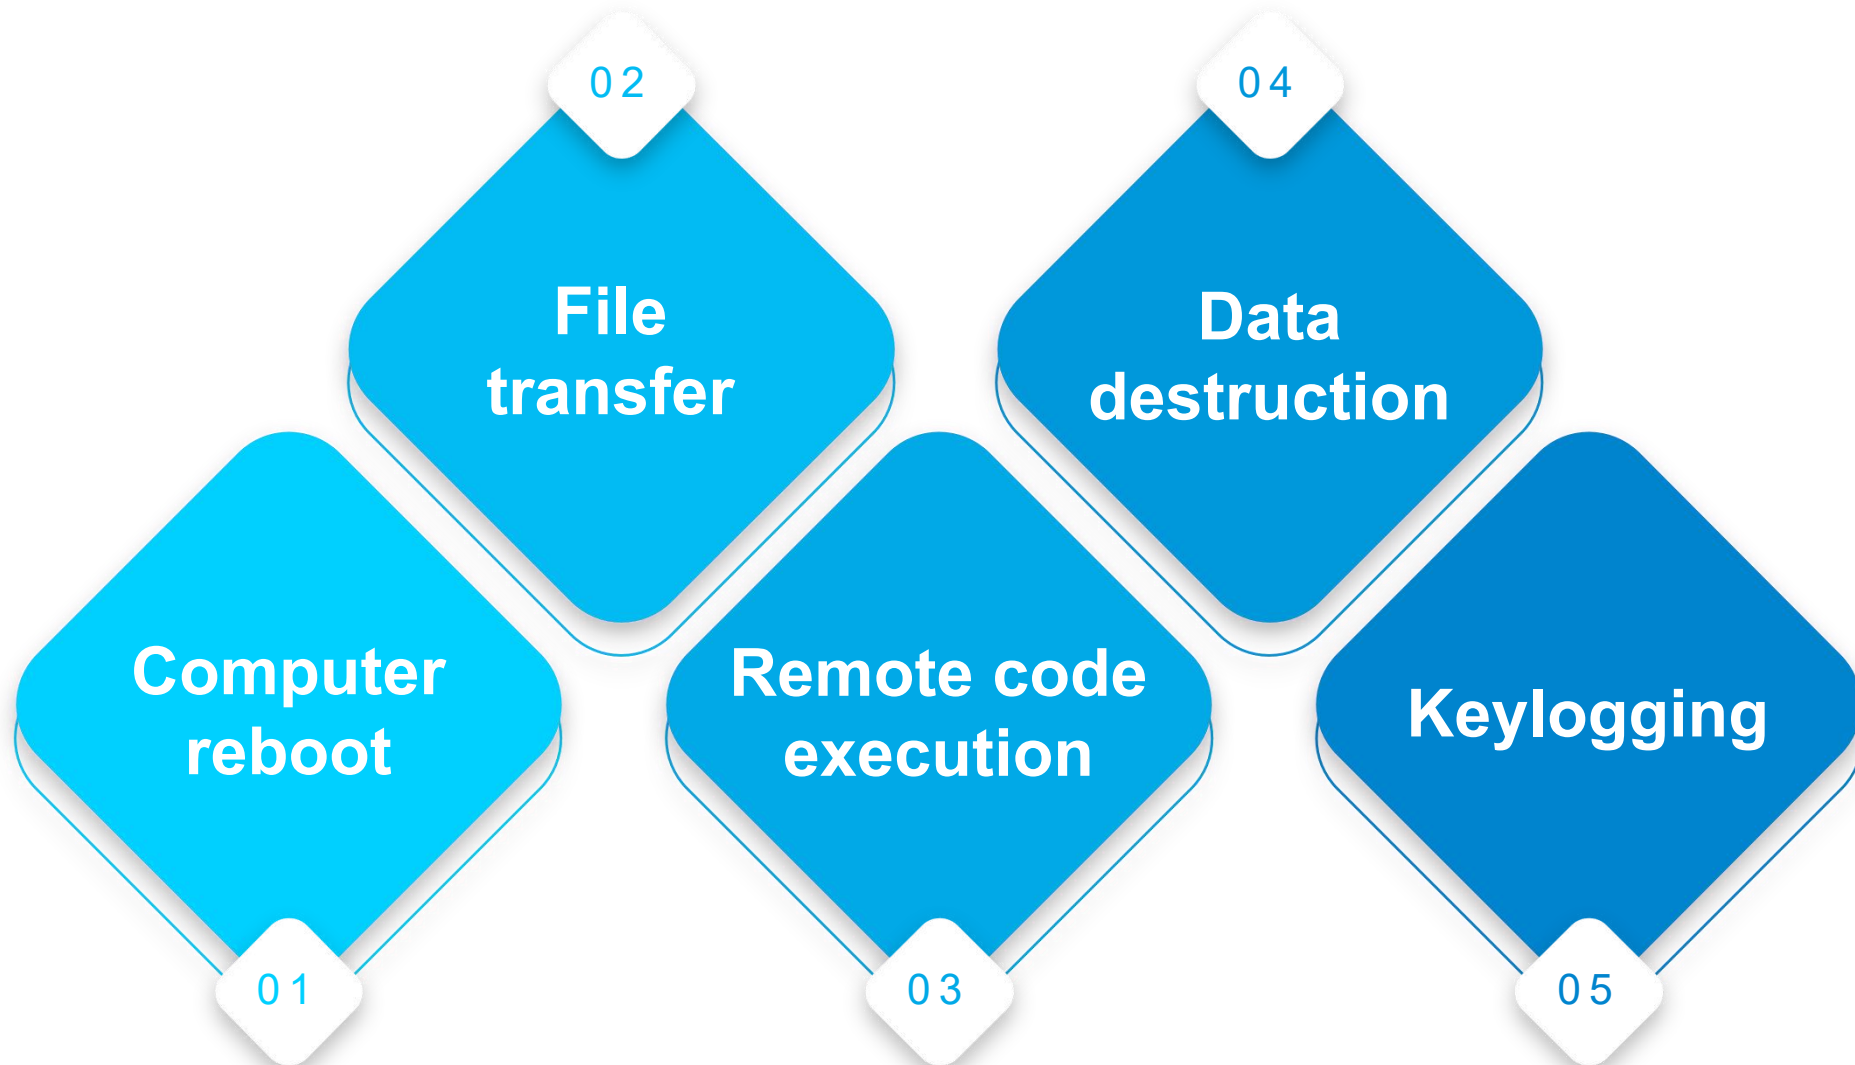 01
Computer
reboot
02
File
transfer
03
Remote code
execution
04
Data
destruction
05
Keylogging